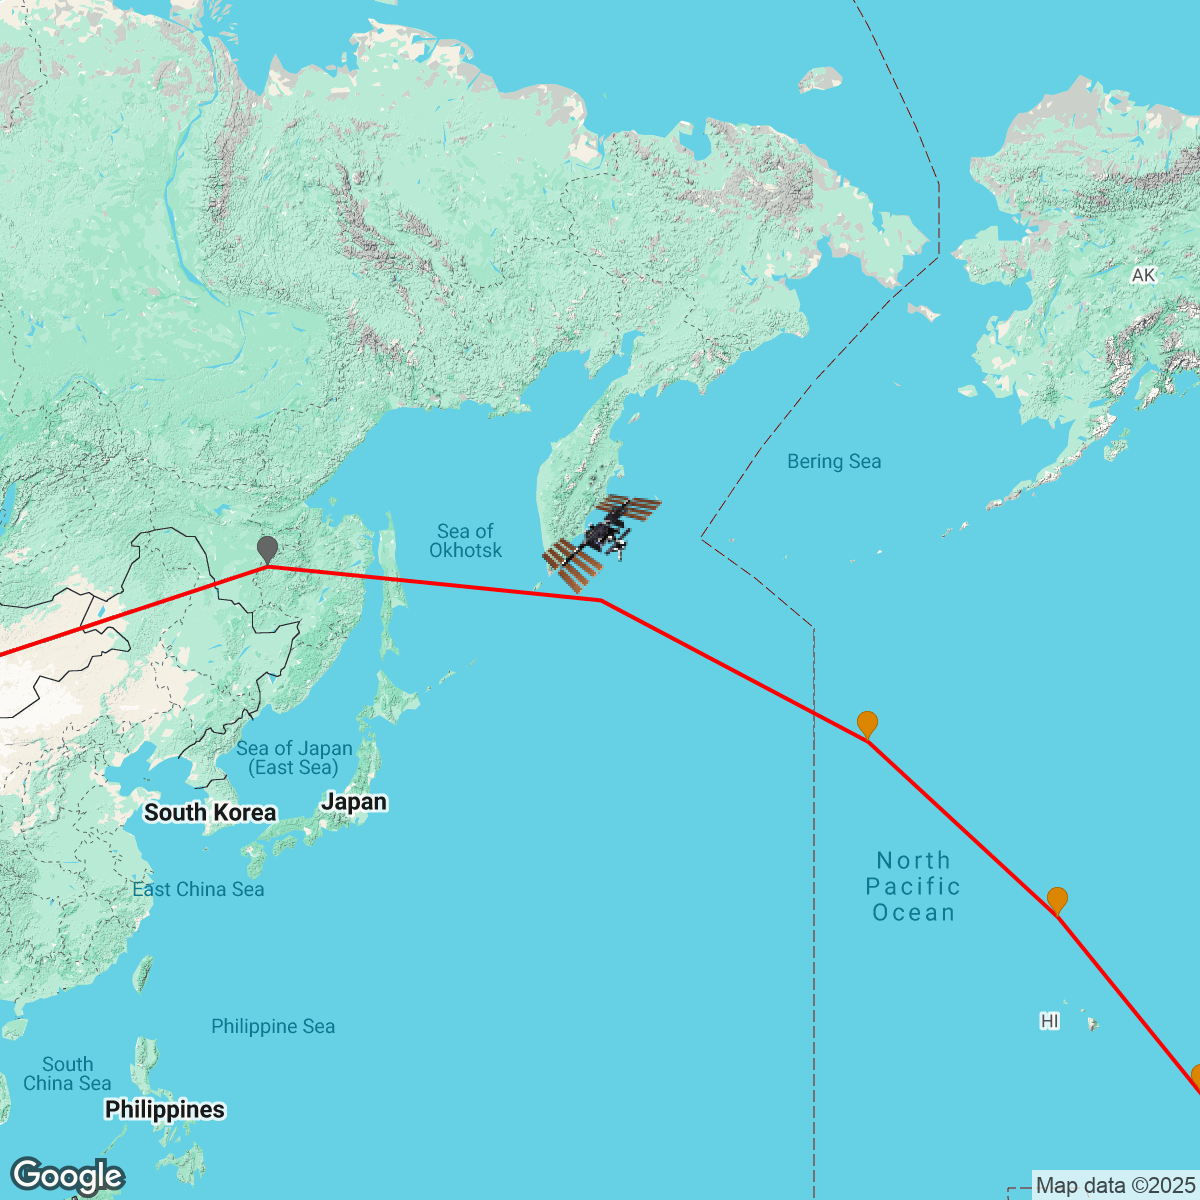 AK
Bering Sea
Sea of
Okhotsk
Sea of Japan
(East Sea)
Japan
South Korea
North
Pacific
Ocean
East China Sea
HI
Philippine Sea
South
China Sea
Philippines
Google
Map data ©2025